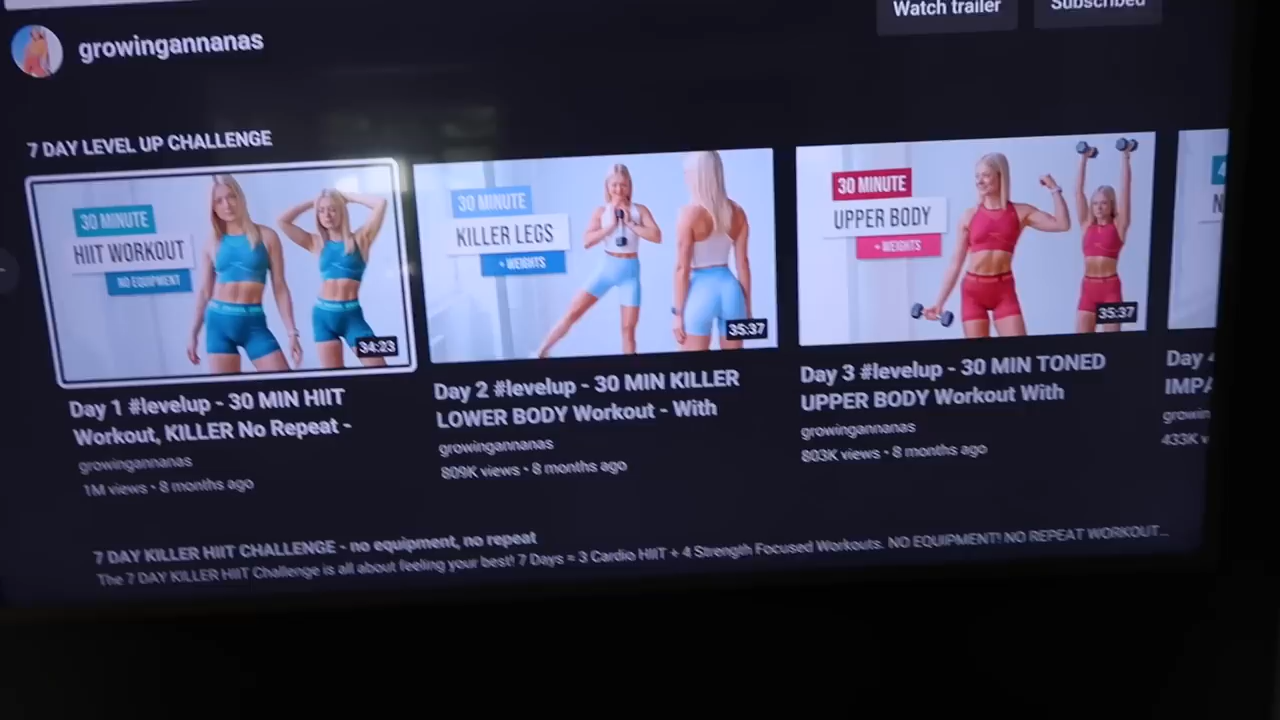 Watch trailer
Subscribed
growingannanas
7 DAY LEVEL UP CHALLENGE
30 MINUTE
HIIT WORKOUT
NO EQUIPMENT
34:23
30 MINUTE
KILLER LEGS
+ WEIGHTS
35:37
30 MINUTE
UPPER BODY
+ WEIGHTS
35:37
4
N
Day 1 #levelup - 30 MIN HIIT
Workout, KILLER No Repeat -
growingannanas
1M views • 8 months ago
Day 2 #levelup - 30 MIN KILLER
LOWER BODY Workout - With
growingannanas
809K views • 8 months ago
Day 3 #levelup - 30 MIN TONED
UPPER BODY Workout With
growingannanas
803K views • 8 months ago
Day 4
IMPA
growin
433K v
7 DAY KILLER HIIT CHALLENGE - no equipment, no repeat
The 7 DAY KILLER HIIT Challenge is all about feeling your best! 7 Days = 3 Cardio HIIT + 4 Strength Focused Workouts. NO EQUIPMENT! NO REPEAT WORKOUT...